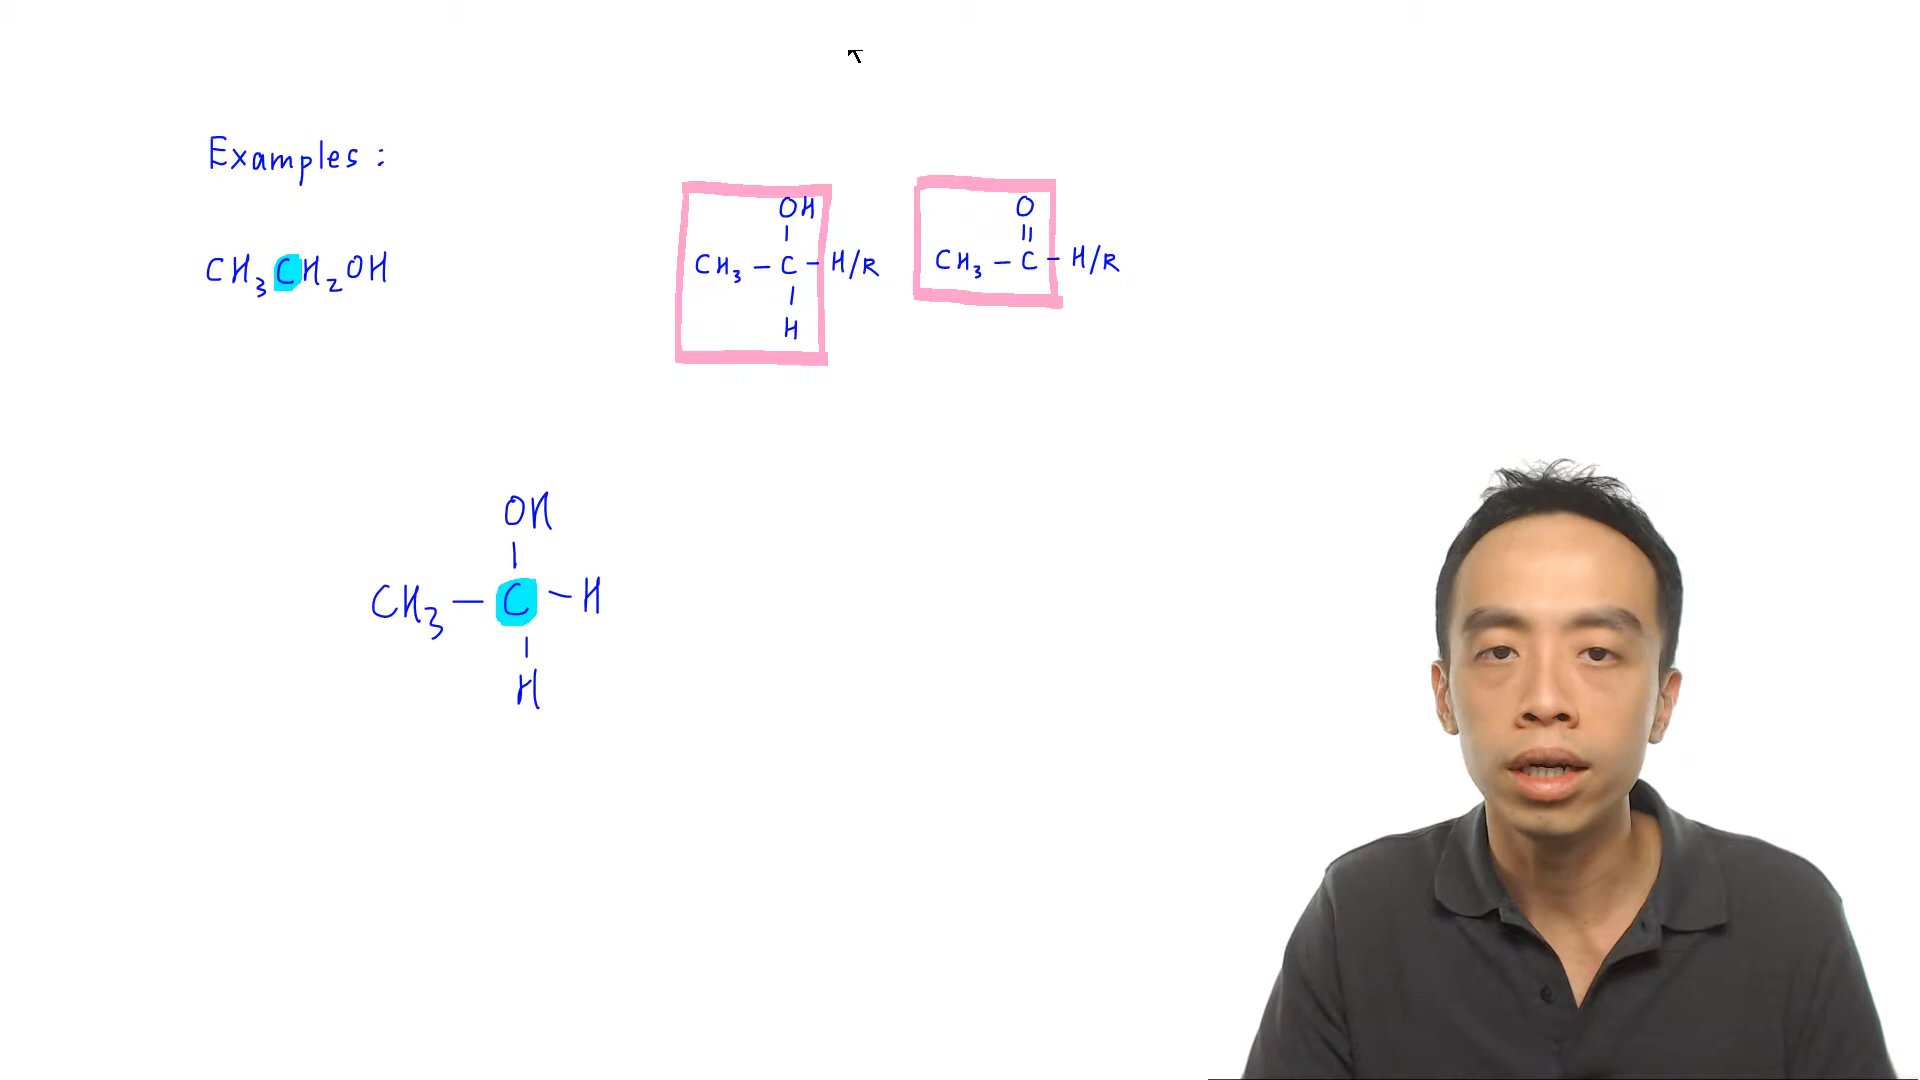 Examples :
CH3CH2OH
OH
CH3 – C – H/R
H
O
CH3 – C – H/R
OH
CH3 – C – H
H